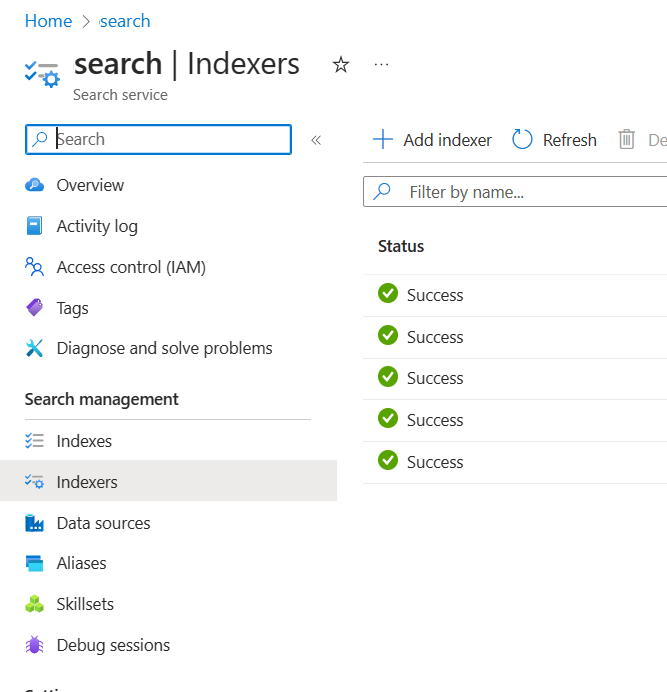 Home > search
search | Indexers ☆ ...
Search service
Search «
Overview
Activity log
Access control (IAM)
Tags
Diagnose and solve problems
Search management
Indexes
Indexers
Data sources
Aliases
Skillsets
Debug sessions
+ Add indexer Refresh
Filter by name...
Status
Success
Success
Success
Success
Success